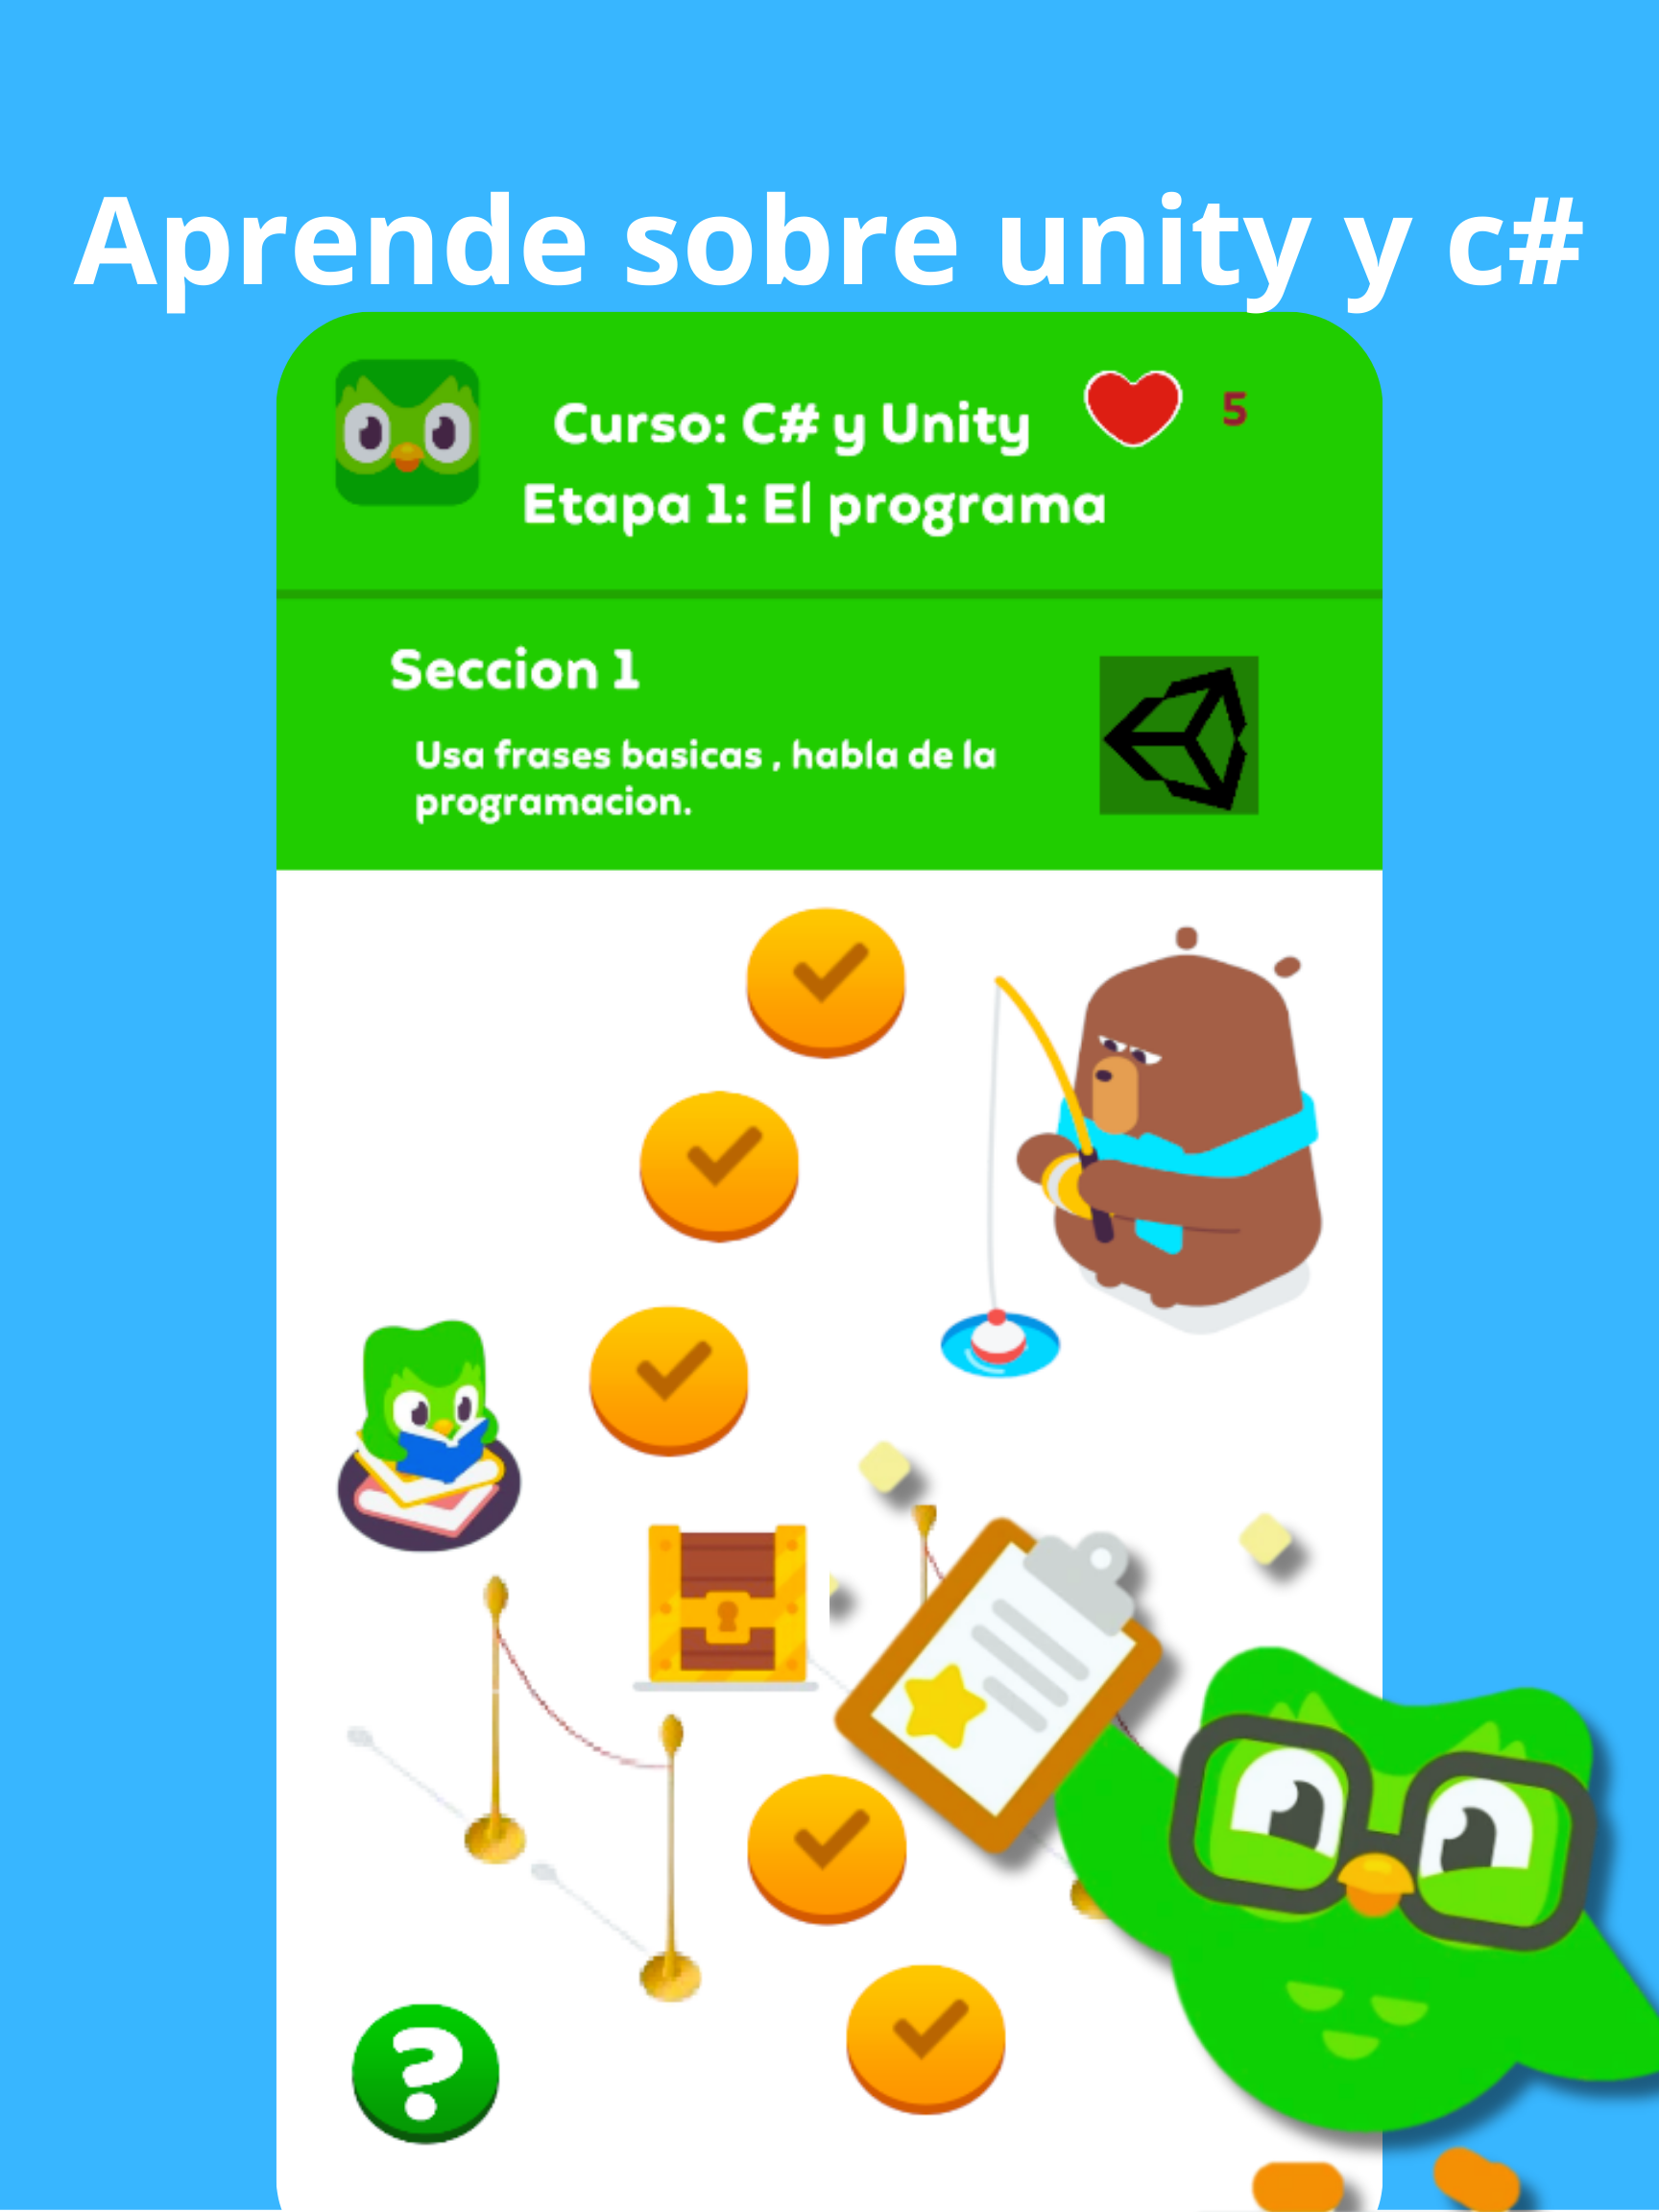 Aprende sobre unity y c#
Curso: C# y Unity
5
Etapa 1: El programa
Seccion 1
Usa frases basicas , habla de la
programacion.
?